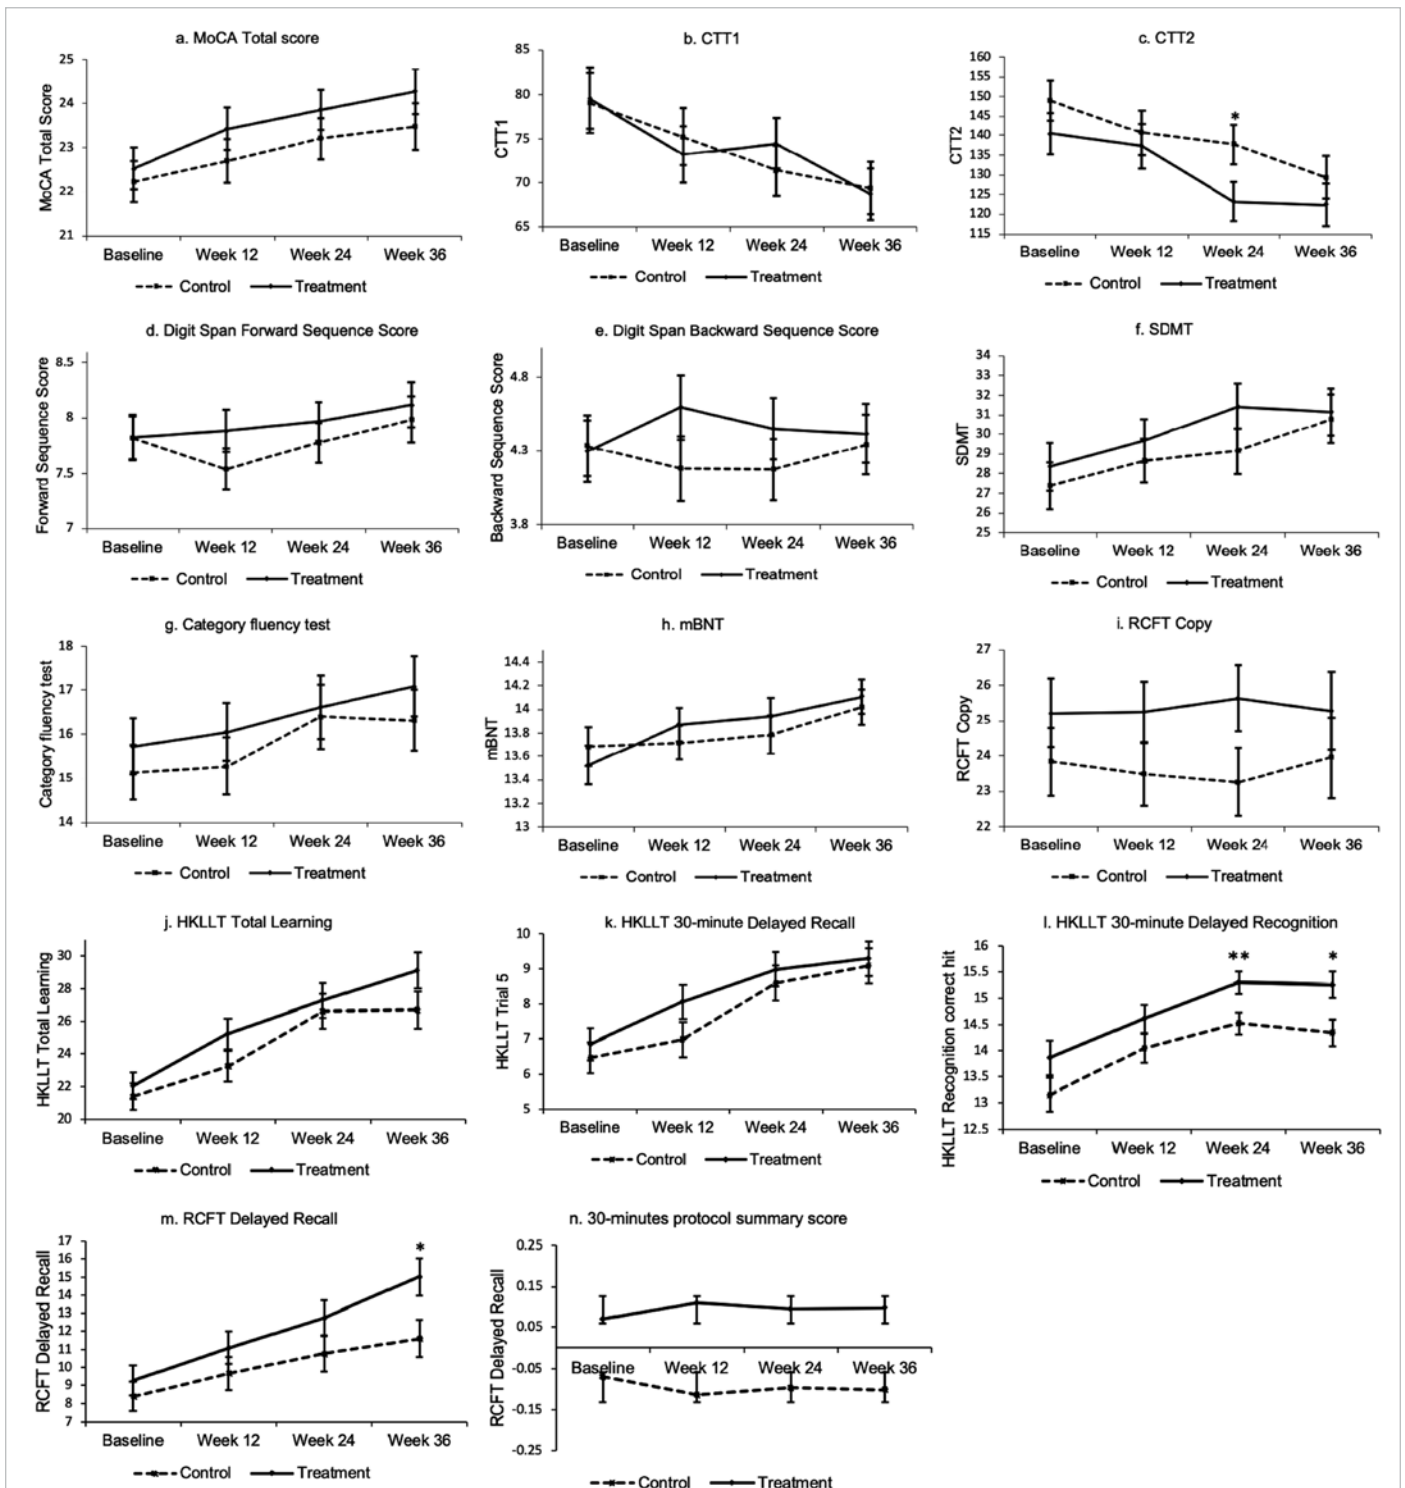 a. MoCA Total score
MoCA Total Score
25
24
23
22
21
Baseline Week 12 Week 24 Week 36
Control Treatment
b. CTT1
CTT1
85
80
75
70
65
Baseline Week 12 Week 24 Week 36
Control Treatment
c. CTT2
CTT2
160
155
150
145
140
135
130
125
120
115
*
Baseline Week 12 Week 24 Week 36
Control Treatment
d. Digit Span Forward Sequence Score
Forward Sequence Score
8.5
8
7.5
7
Baseline Week 12 Week 24 Week 36
Control Treatment
e. Digit Span Backward Sequence Score
Backward Sequence Score
4.8
4.3
3.8
Baseline Week 12 Week 24 Week 36
Control Treatment
f. SDMT
SDMT
34
33
32
31
30
29
28
27
26
25
Baseline Week 12 Week 24 Week 36
Control Treatment
g. Category fluency test
Category fluency test
18
17
16
15
14
Baseline Week 12 Week 24 Week 36
Control Treatment
h. mBNT
mBNT
14.4
14.2
14
13.8
13.6
13.4
13.2
13
Baseline Week 12 Week 24 Week 36
Control Treatment
i. RCFT Copy
RCFT Copy
27
26
25
24
23
22
Baseline Week 12 Week 24 Week 36
Control Treatment
j. HKLLT Total Learning
HKLLT Total Learning
30
28
26
24
22
20
Baseline Week 12 Week 24 Week 36
Control Treatment
k. HKLLT 30-minute Delayed Recall
HKLLT Trial 5
10
9
8
7
6
5
Baseline Week 12 Week 24 Week 36
Control Treatment
l. HKLLT 30-minute Delayed Recognition
HKLLT Recognition correct hit
16
15.5
15
14.5
14
13.5
13
12.5
** *
Baseline Week 12 Week 24 Week 36
Control Treatment
m. RCFT Delayed Recall
RCFT Delayed Recall
17
16
15
14
13
12
11
10
9
8
7
*
Baseline Week 12 Week 24 Week 36
Control Treatment
n. 30-minutes protocol summary score
RCFT Delayed Recall
0.25
0.15
0.05
-0.05
-0.15
-0.25
Baseline Week 12 Week 24 Week 36
Control Treatment